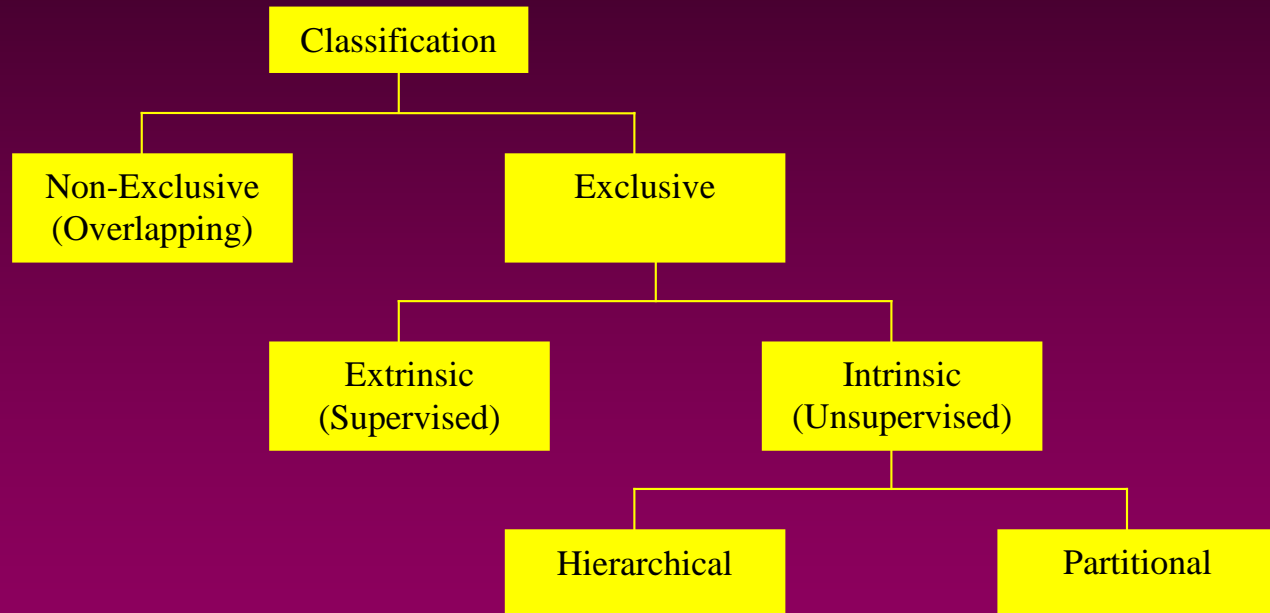 Classification
Non-Exclusive
(Overlapping)
Exclusive
Extrinsic
(Supervised)
Intrinsic
(Unsupervised)
Hierarchical
Partitional